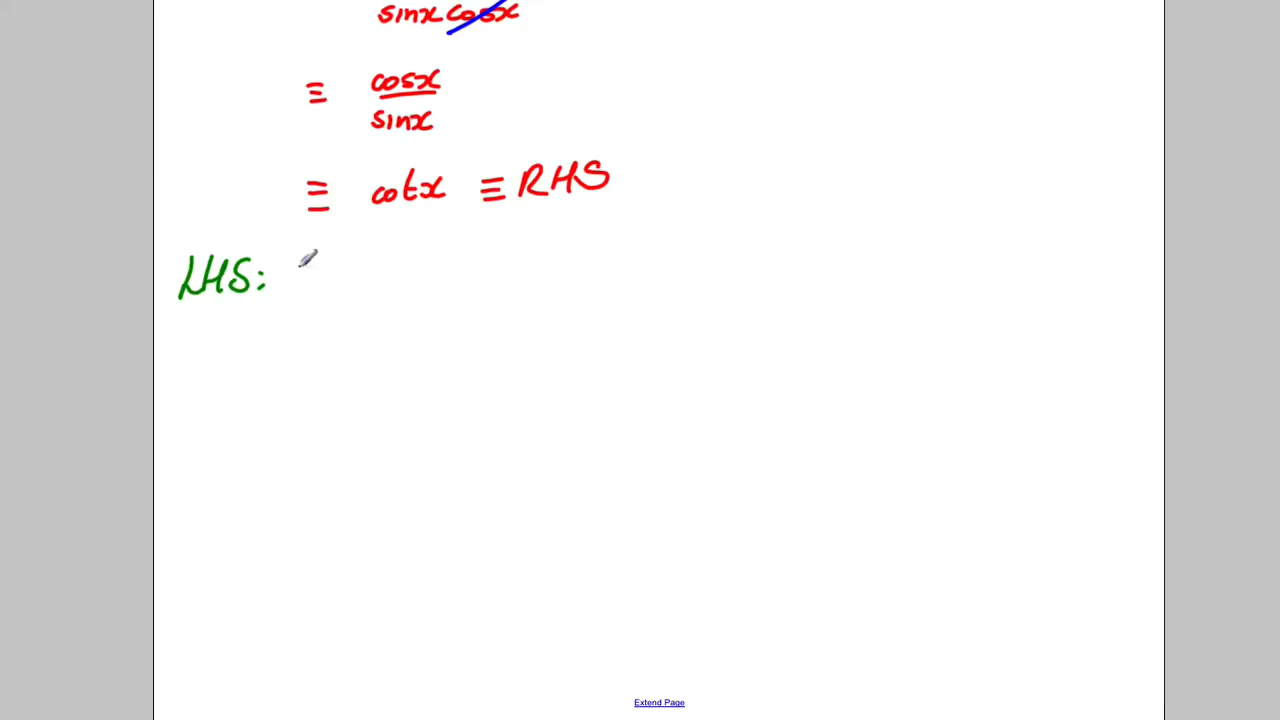 sinx cosx
≡ cosx
sinx
≡ cotx ≡ RHS
LHS:
Extend Page